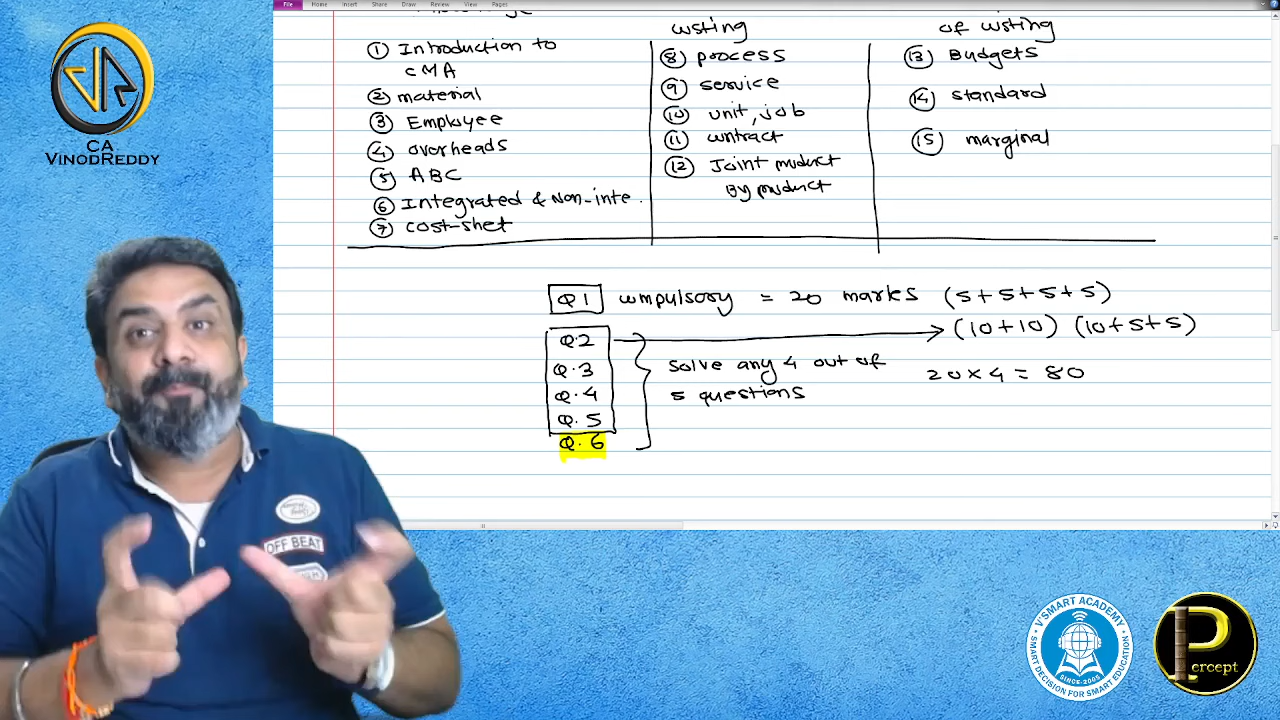 File Home Insert Share Draw Review View Pages
costing
of costing
① Introduction to
CMA
② material
③ Employee
④ overheads
⑤ ABC
⑥ Integrated & Non-inte.
⑦ cost-shet
⑧ process
⑨ service
⑩ unit, job
⑪ contract
⑫ Joint product
By product
⑬ Budgets
⑭ standard
⑮ marginal
Q1 compulsory = 20 marks (5+5+5+5)
Q.2 (10+10) (10+5+5)
Q.3
Q.4
Q.5
Q.6
Solve any 4 out of
5 questions
20×4 = 80
VR
CA
VINODREDDY
OFF BEAT
V'SMART ACADEMY
SINCE-2005
SMART DECISION FOR SMART EDUCATION
Percept